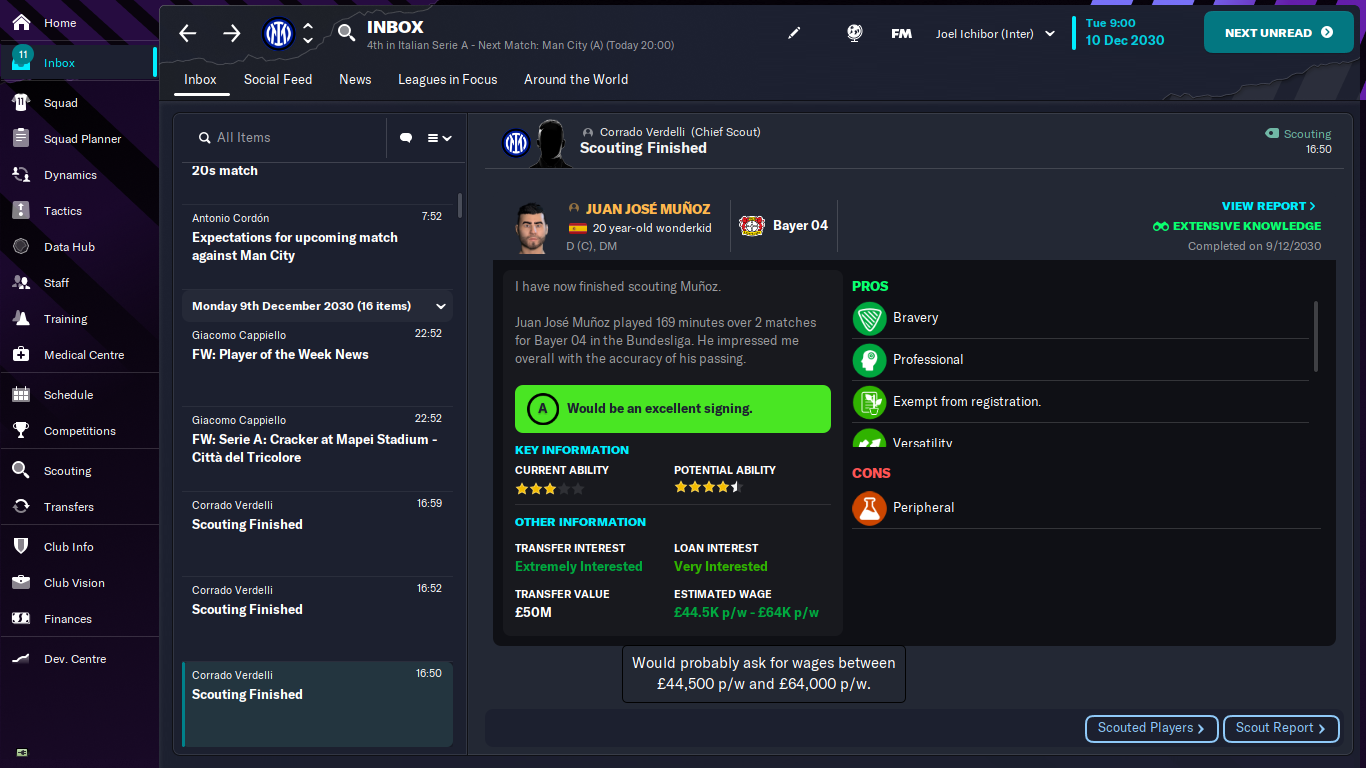 Home
11
Inbox
11
Squad
Squad Planner
Dynamics
Tactics
Data Hub
Staff
Training
Medical Centre
Schedule
Competitions
Scouting
Transfers
Club Info
Club Vision
Finances
Dev. Centre
INBOX
4th in Italian Serie A - Next Match: Man City (A) (Today 20:00)
FM
Joel Ichibor (Inter)
Tue 9:00
10 Dec 2030
NEXT UNREAD
Inbox
Social Feed
News
Leagues in Focus
Around the World
All Items
20s match
Antonio Cordón
7:52
Expectations for upcoming match
against Man City
Monday 9th December 2030 (16 items)
Giacomo Cappiello
22:52
FW: Player of the Week News
Giacomo Cappiello
22:52
FW: Serie A: Cracker at Mapei Stadium -
Città del Tricolore
Corrado Verdelli
16:59
Scouting Finished
Corrado Verdelli
16:52
Scouting Finished
Corrado Verdelli
16:50
Scouting Finished
Corrado Verdelli (Chief Scout)
Scouting Finished
Scouting
16:50
JUAN JOSÉ MUÑOZ
20 year-old wonderkid
D (C), DM
Bayer 04
VIEW REPORT >
EXTENSIVE KNOWLEDGE
Completed on 9/12/2030
I have now finished scouting Muñoz.
Juan José Muñoz played 169 minutes over 2 matches
for Bayer 04 in the Bundesliga. He impressed me
overall with the accuracy of his passing.
A
Would be an excellent signing.
KEY INFORMATION
CURRENT ABILITY
POTENTIAL ABILITY
OTHER INFORMATION
TRANSFER INTEREST
LOAN INTEREST
Extremely Interested
Very Interested
TRANSFER VALUE
ESTIMATED WAGE
£50M
£44.5K p/w - £64K p/w
PROS
Bravery
Professional
Exempt from registration.
Versatility
CONS
Peripheral
Would probably ask for wages between
£44,500 p/w and £64,000 p/w.
Scouted Players >
Scout Report >